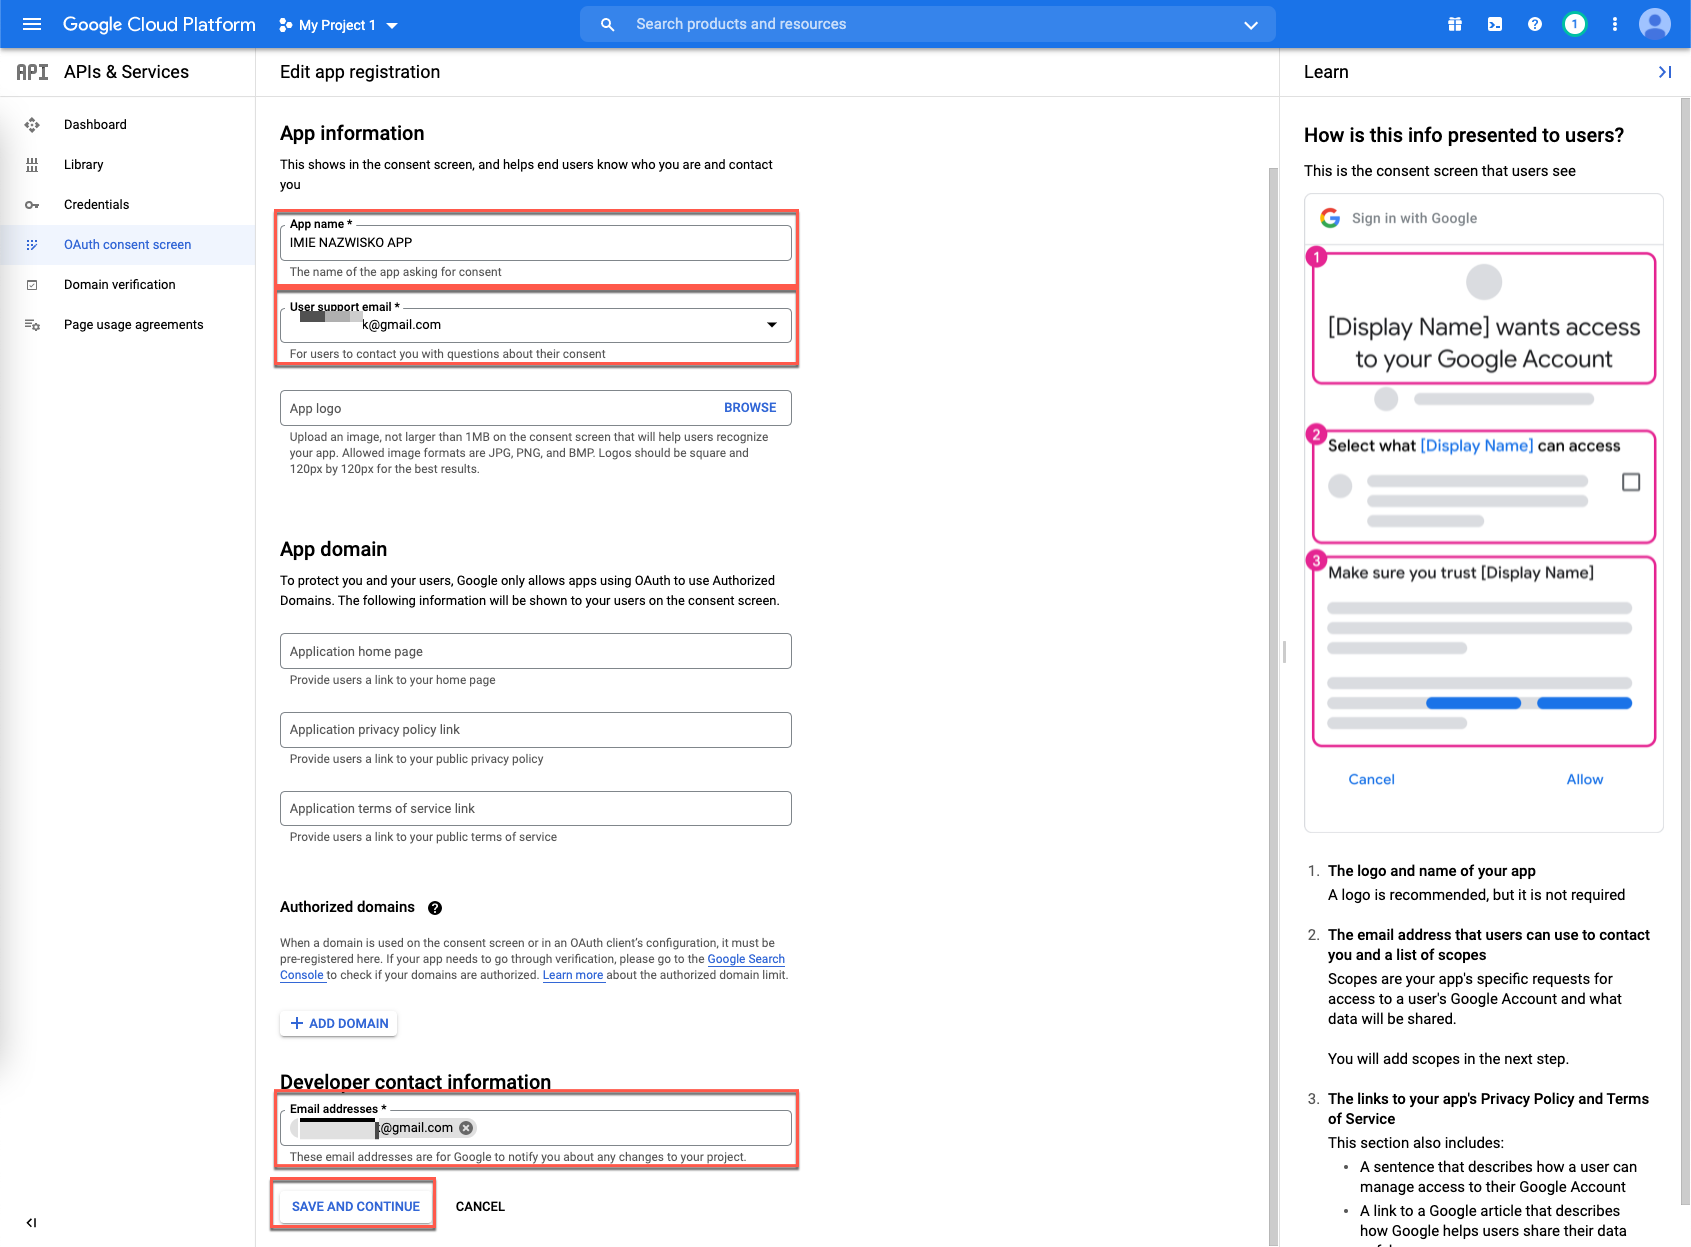 Google Cloud Platform
My Project 1
Search products and resources
1
API APIs & Services
Dashboard
Library
Credentials
OAuth consent screen
Domain verification
Page usage agreements
Edit app registration
App information
This shows in the consent screen, and helps end users know who you are and contact
you
App name *
IMIE NAZWISKO APP
The name of the app asking for consent
User support email *
k@gmail.com
For users to contact you with questions about their consent
App logo
BROWSE
Upload an image, not larger than 1MB on the consent screen that will help users recognize
your app. Allowed image formats are JPG, PNG, and BMP. Logos should be square and
120px by 120px for the best results.
App domain
To protect you and your users, Google only allows apps using OAuth to use Authorized
Domains. The following information will be shown to your users on the consent screen.
Application home page
Provide users a link to your home page
Application privacy policy link
Provide users a link to your public privacy policy
Application terms of service link
Provide users a link to your public terms of service
Authorized domains
When a domain is used on the consent screen or in an OAuth client's configuration, it must be
pre-registered here. If your app needs to go through verification, please go to the Google Search
Console to check if your domains are authorized. Learn more about the authorized domain limit.
ADD DOMAIN
Developer contact information
Email addresses *
@gmail.com
These email addresses are for Google to notify you about any changes to your project.
SAVE AND CONTINUE
CANCEL
Learn
How is this info presented to users?
This is the consent screen that users see
Sign in with Google
1
[Display Name] wants access
to your Google Account
2
Select what [Display Name] can access
3
Make sure you trust [Display Name]
Cancel
Allow
1. The logo and name of your app
A logo is recommended, but it is not required
2. The email address that users can use to contact
you and a list of scopes
Scopes are your app's specific requests for
access to a user's Google Account and what
data will be shared.
You will add scopes in the next step.
3. The links to your app's Privacy Policy and Terms
of Service
This section also includes:
• A sentence that describes how a user can
manage access to their Google Account
• A link to a Google article that describes
how Google helps users share their data